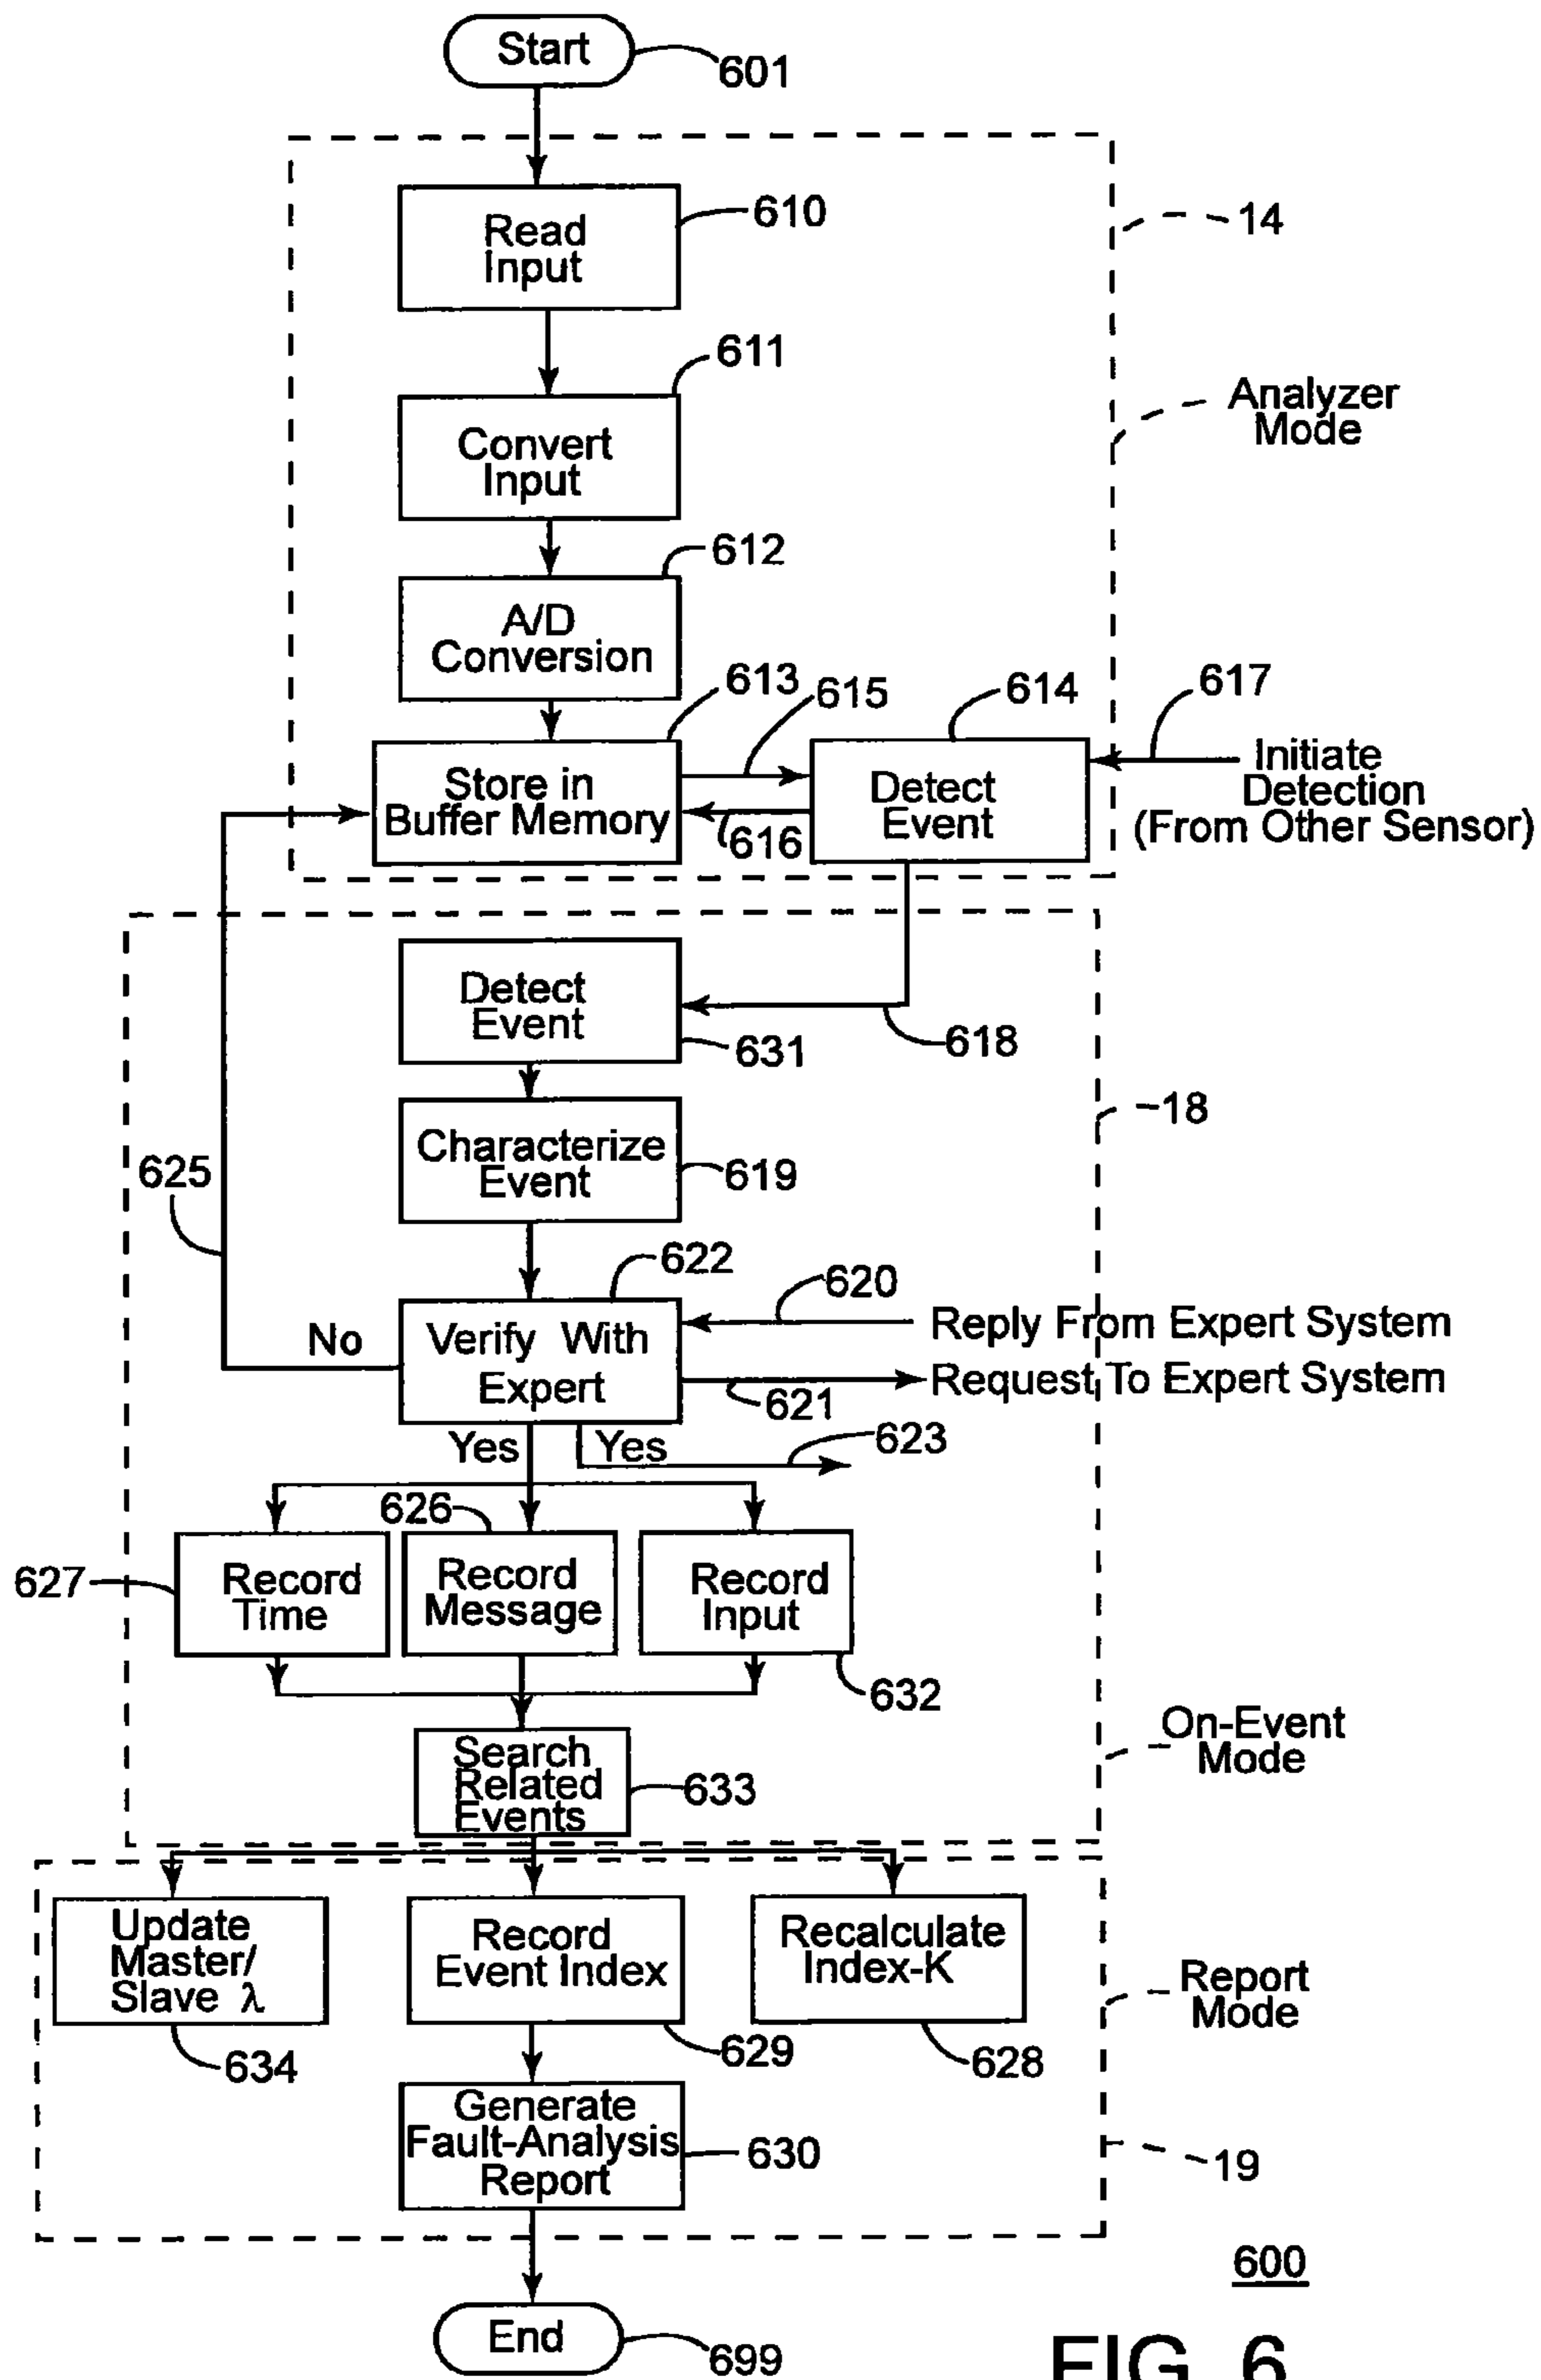 Start
601
Read
Input
610
14
611
Convert
Input
Analyzer
Mode
612
A/D
Conversion
613
615
614
617
Store in
Buffer Memory
Detect
Event
616
Initiate
Detection
(From Other Sensor)
Detect
Event
631
618
18
Characterize
Event
619
625
622
620
No
Verify With
Expert
Reply From Expert System
Request To Expert System
621
Yes
Yes
623
626
627
Record
Time
Record
Message
Record
Input
632
Search
Related
Events
633
On-Event
Mode
Update
Master/
Slave λ
Record
Event Index
Recalculate
Index-K
Report
Mode
634
629
628
Generate
Fault-Analysis
Report
630
19
600
End
699
FIG. 6